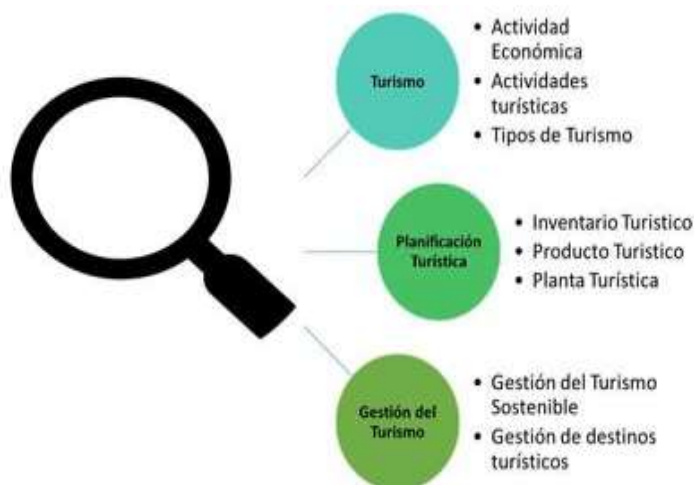 Turismo
• Actividad
Económica
• Actividades
turísticas
• Tipos de Turismo
Planificación
Turística
• Inventario Turistico
• Producto Turistico
• Planta Turística
Gestión del
Turismo
• Gestión del Turismo
Sostenible
• Gestión de destinos
turísticos